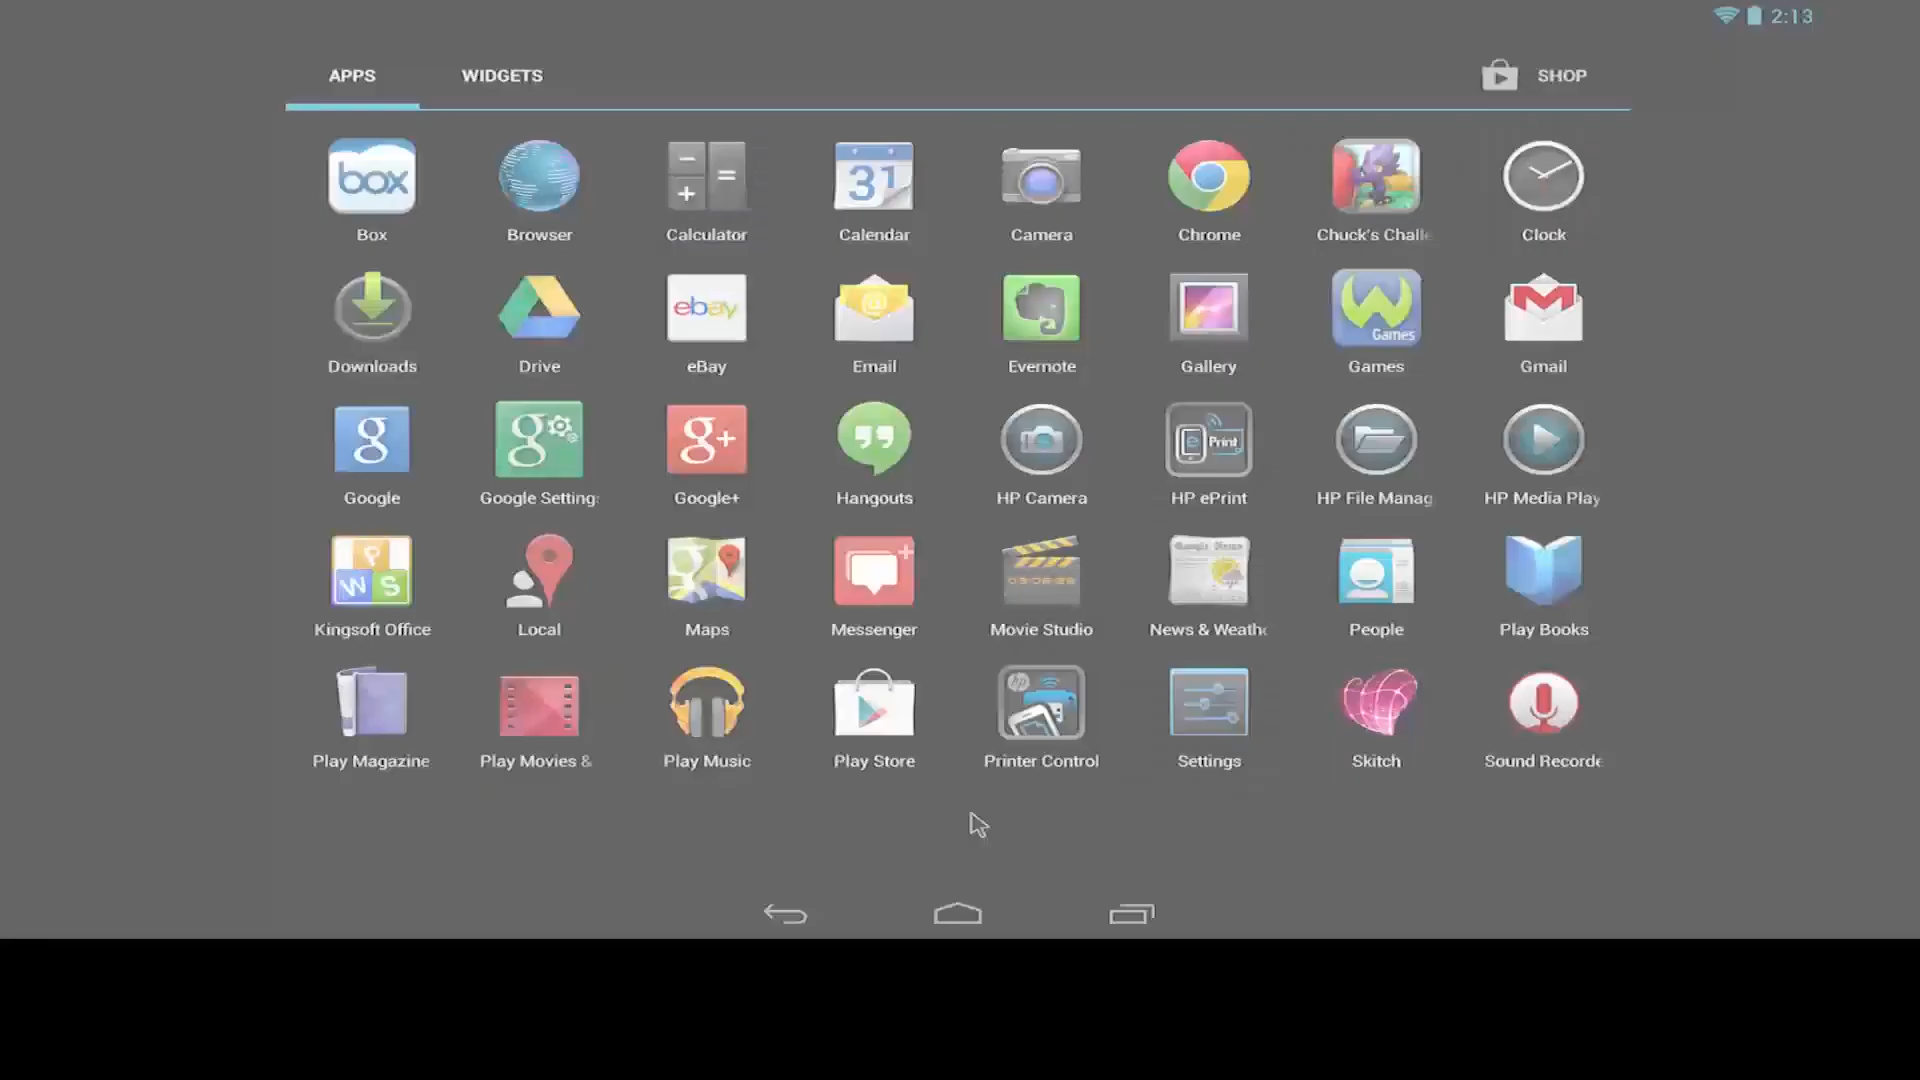 2:13
APPS WIDGETS SHOP
box
31
Box Browser Calculator Calendar Camera Chrome Chuck's Challe Clock
ebay
Games
Downloads Drive eBay Email Evernote Gallery Games Gmail
g g g+ e Print
Google Google Setting Google+ Hangouts HP Camera HP ePrint HP File Manag HP Media Play
P
W S
Kingsoft Office Local Maps Messenger Movie Studio News & Weath People Play Books
hp
Play Magazine Play Movies & Play Music Play Store Printer Control Settings Skitch Sound Recorde